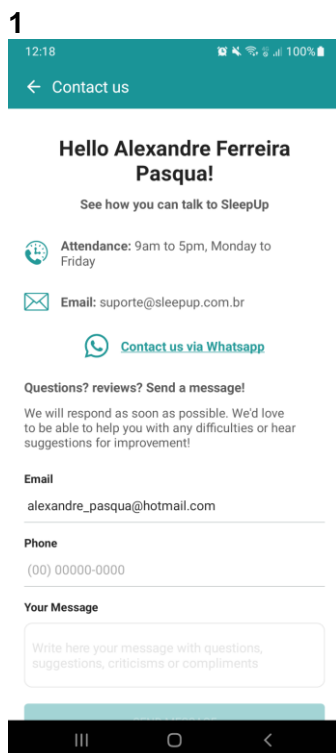 1
12:18
100%
Contact us
Hello Alexandre Ferreira
Pasqua!
See how you can talk to SleepUp
Attendance: 9am to 5pm, Monday to
Friday
Email: suporte@sleepup.com.br
Contact us via Whatsapp
Questions? reviews? Send a message!
We will respond as soon as possible. We'd love
to be able to help you with any difficulties or hear
suggestions for improvement!
Email
alexandre_pasqua@hotmail.com
Phone
(00) 00000-0000
Your Message
Write here your message with questions,
suggestions, criticisms or compliments